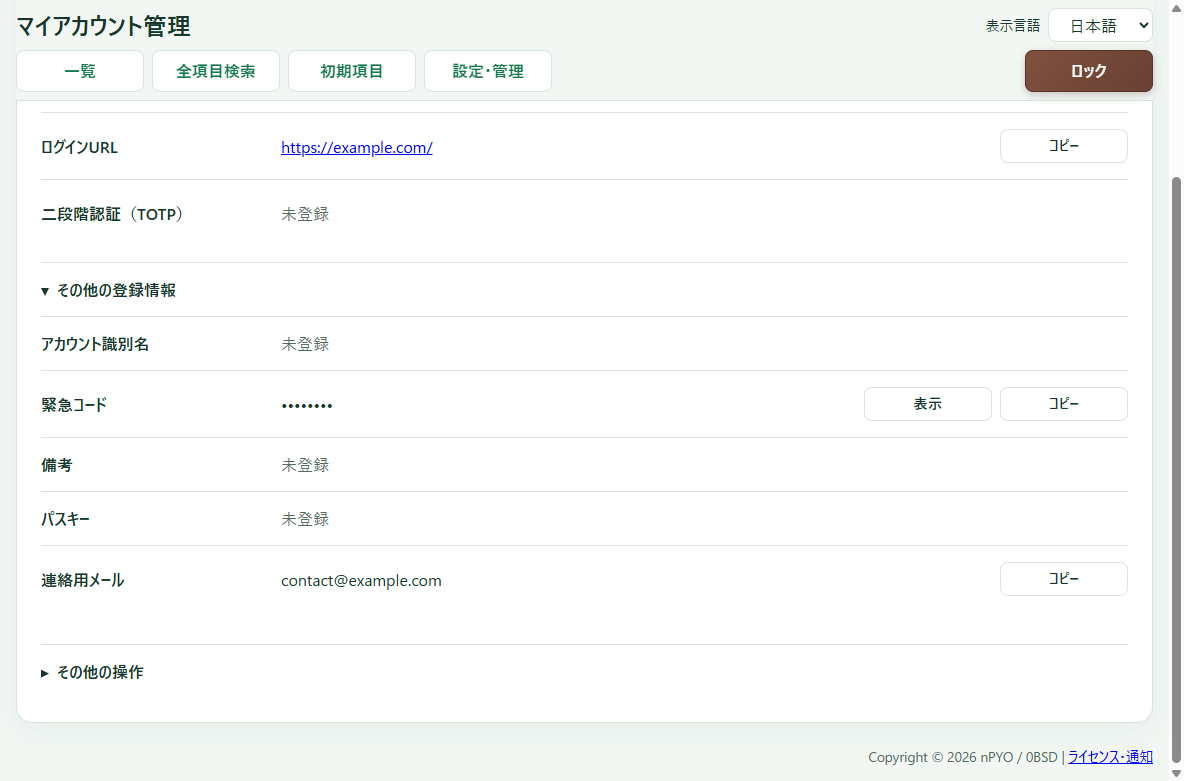 マイアカウント管理
表示言語 日本語
一覧 全項目検索 初期項目 設定・管理 ロック
ログインURL https://example.com/ コピー
二段階認証（TOTP） 未登録
▼ その他の登録情報
アカウント識別名 未登録
緊急コード •••••••• 表示 コピー
備考 未登録
パスキー 未登録
連絡用メール contact@example.com コピー
▶ その他の操作
Copyright © 2026 nPYO / 0BSD | ライセンス・通知